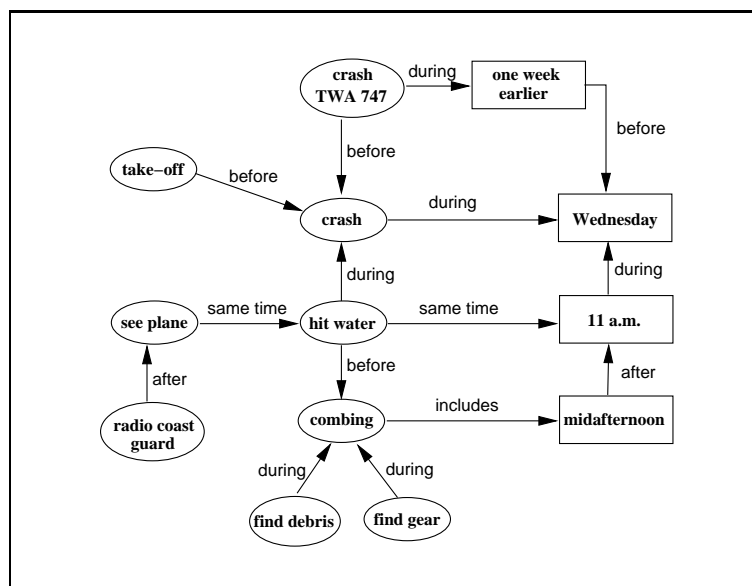 crash
TWA 747
during
one week
earlier
before
before
take−off
before
crash
during
Wednesday
during
during
see plane
same time
hit water
same time
11 a.m.
after
before
after
radio coast
guard
combing
includes
midafternoon
during
during
find debris
find gear